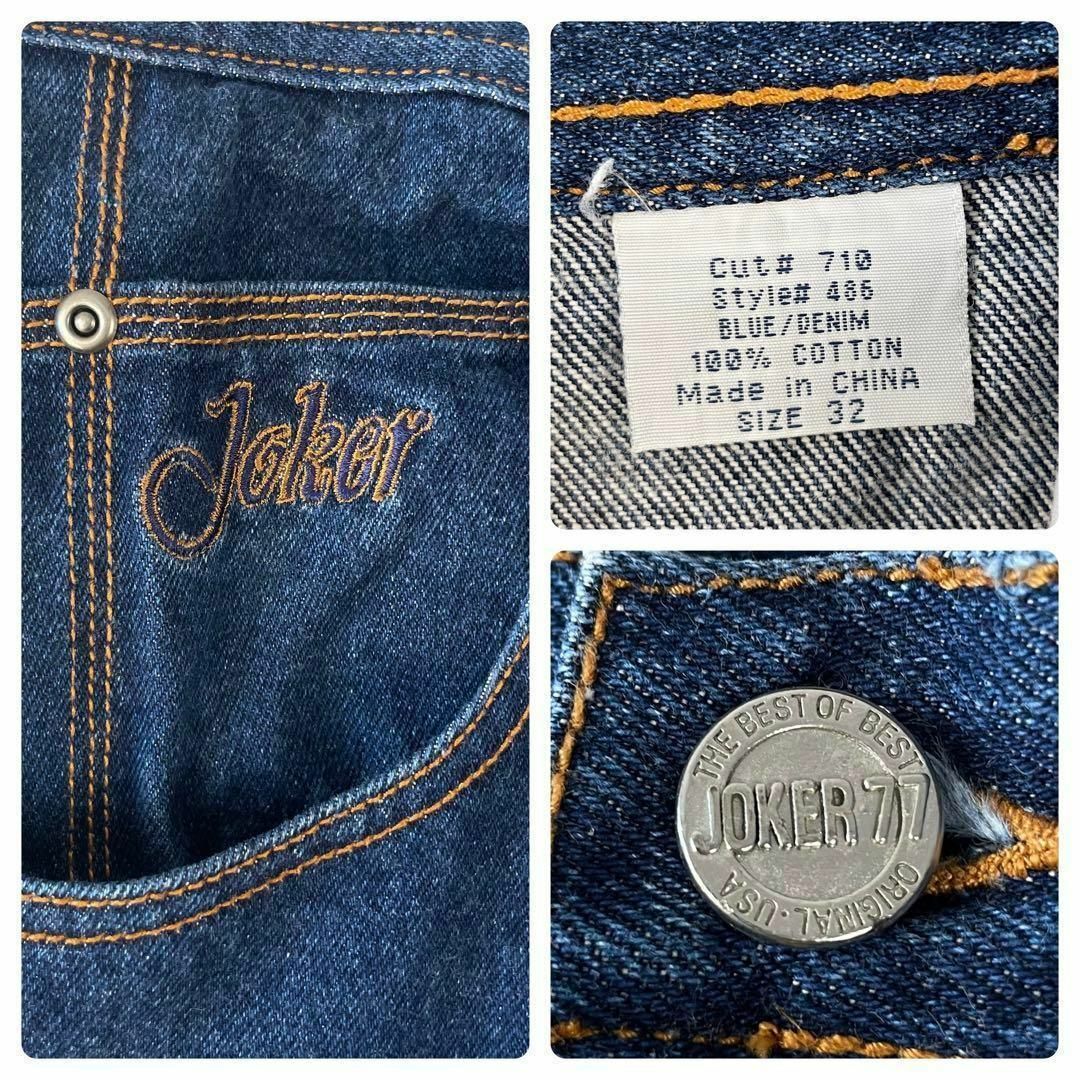 Joker
Cut# 710
Style# 486
BLUE/DENIM
100% COTTON
Made in CHINA
SIZE 32
THE BEST OF BEST
JOKER 77
ORIGINAL·USA